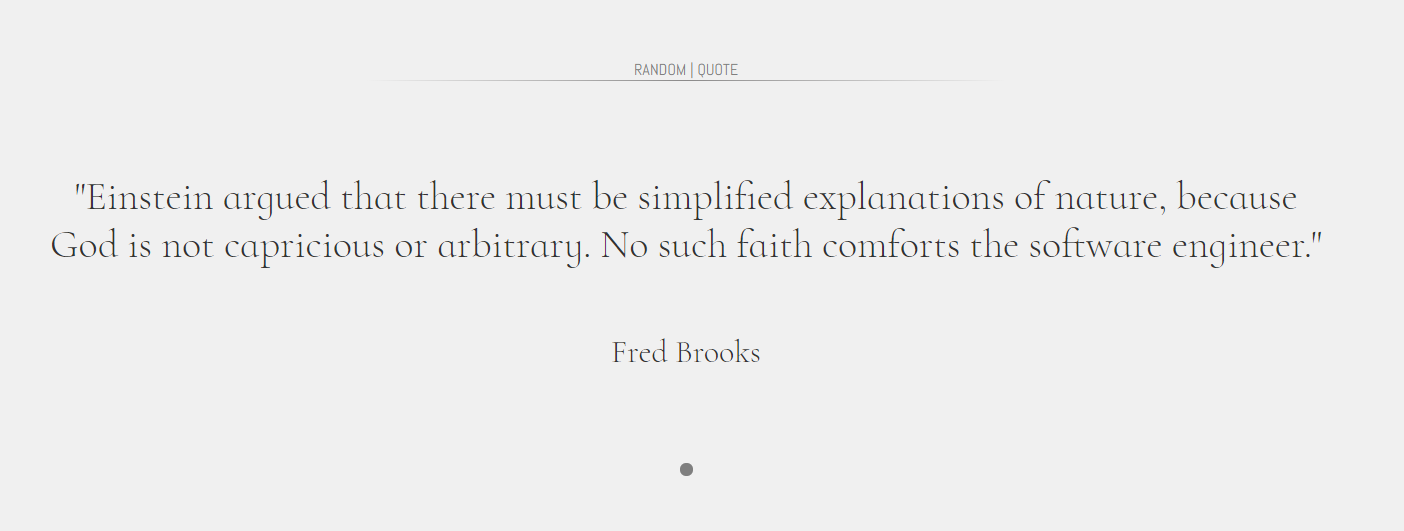 RANDOM | QUOTE
"Einstein argued that there must be simplified explanations of nature, because
God is not capricious or arbitrary. No such faith comforts the software engineer."
Fred Brooks